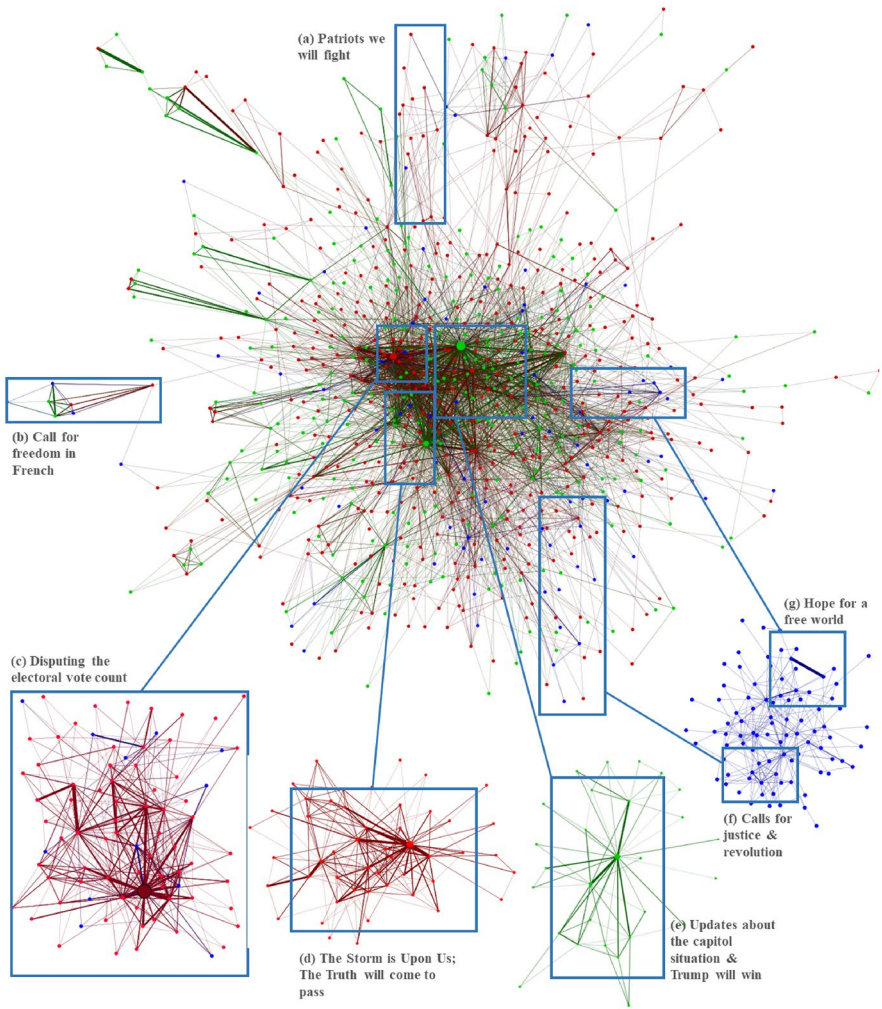 (a) Patriots we
will fight
(b) Call for
freedom in
French
(c) Disputing the
electoral vote count
(g) Hope for a
free world
(f) Calls for
justice &
revolution
(d) The Storm is Upon Us;
The Truth will come to
pass
(e) Updates about
the capitol
situation &
Trump will win